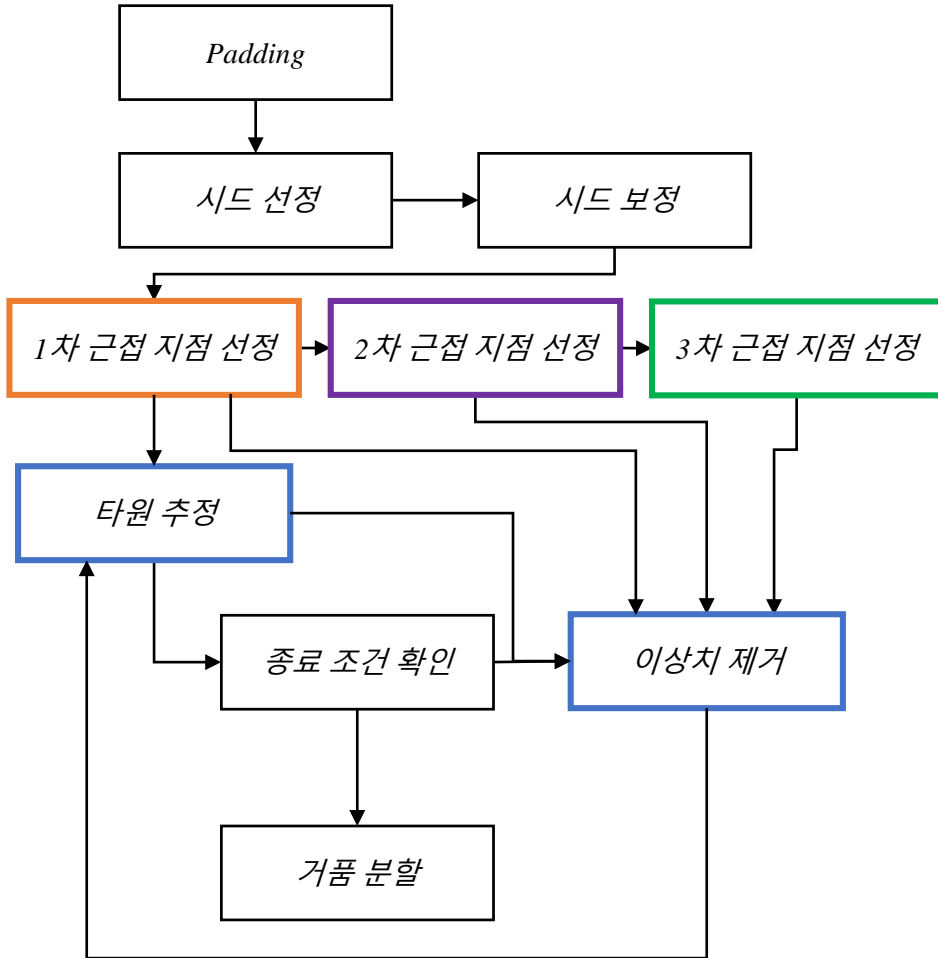 Padding
시드 선정
시드 보정
1차 근접 지점 선정
2차 근접 지점 선정
3차 근접 지점 선정
타원 추정
종료 조건 확인
이상치 제거
거품 분할